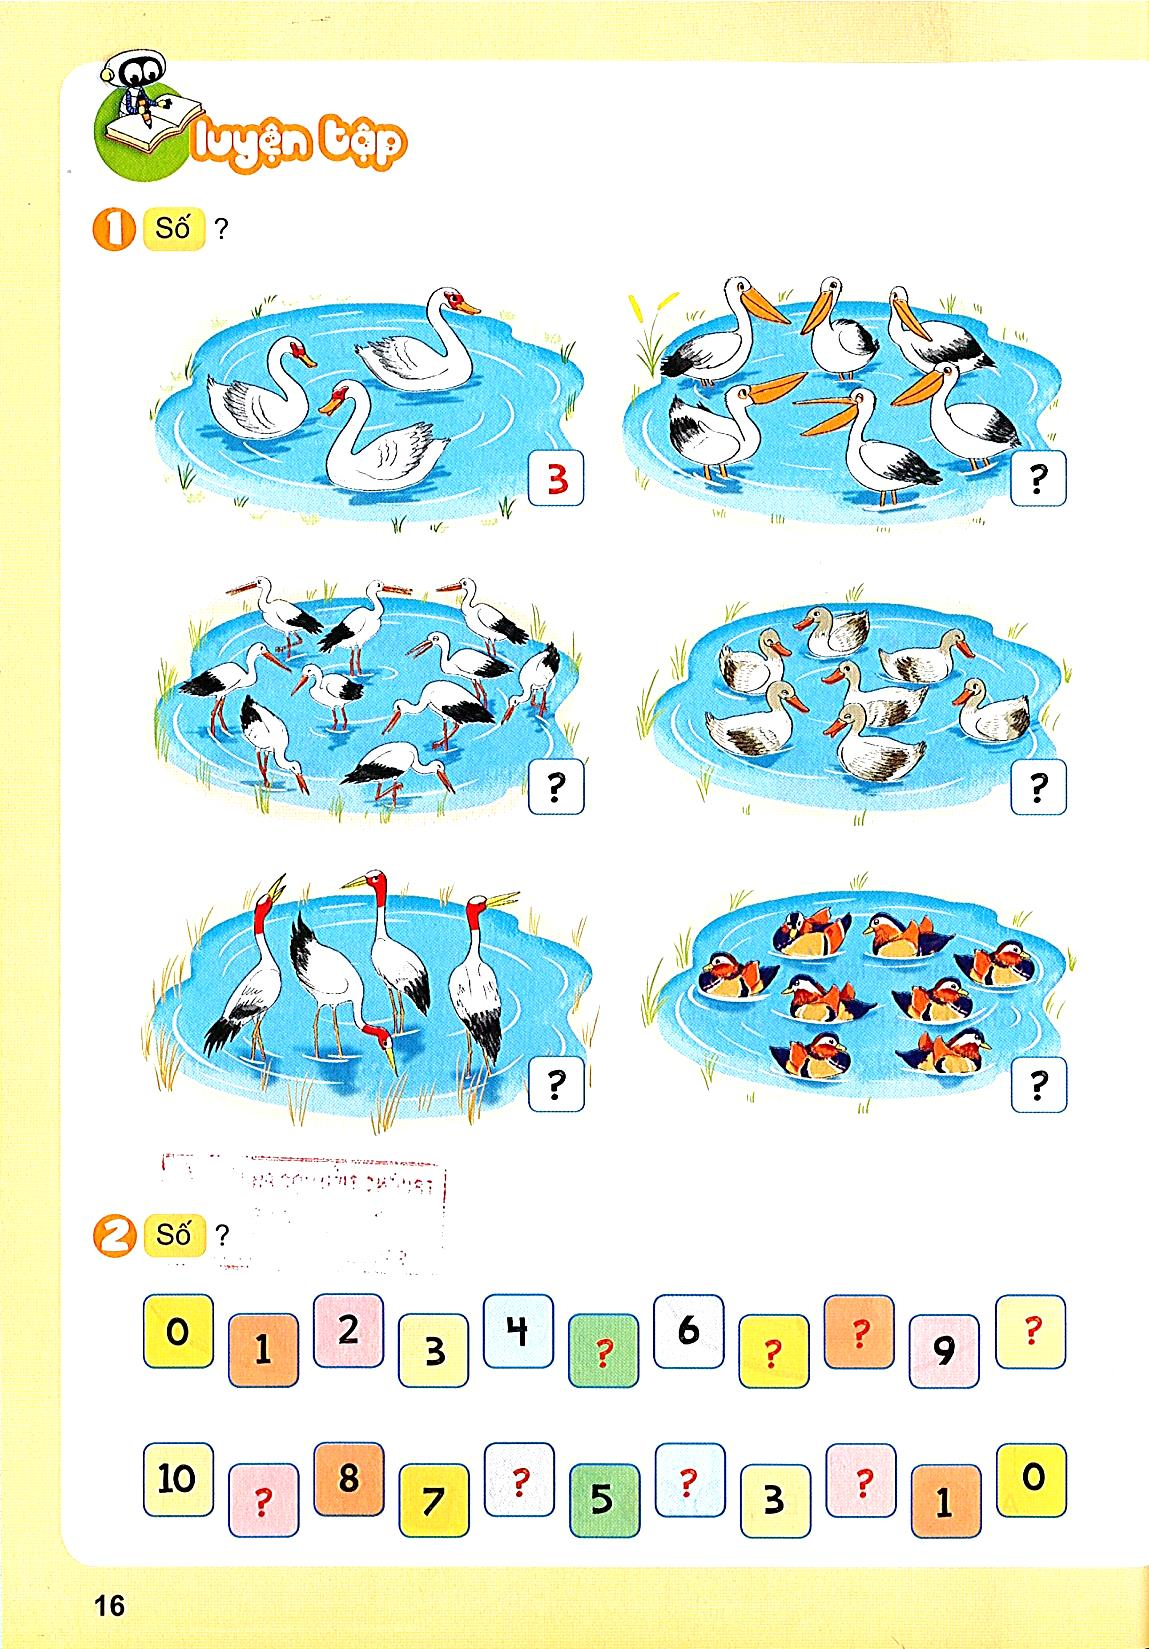 Luyện tập
1 Số ?
3 ?
? ?
? ?
2 Số ?
0 1 2 3 4 ? 6 ? ? 9 ?
10 ? 8 7 ? 5 ? 3 ? 1 0
16